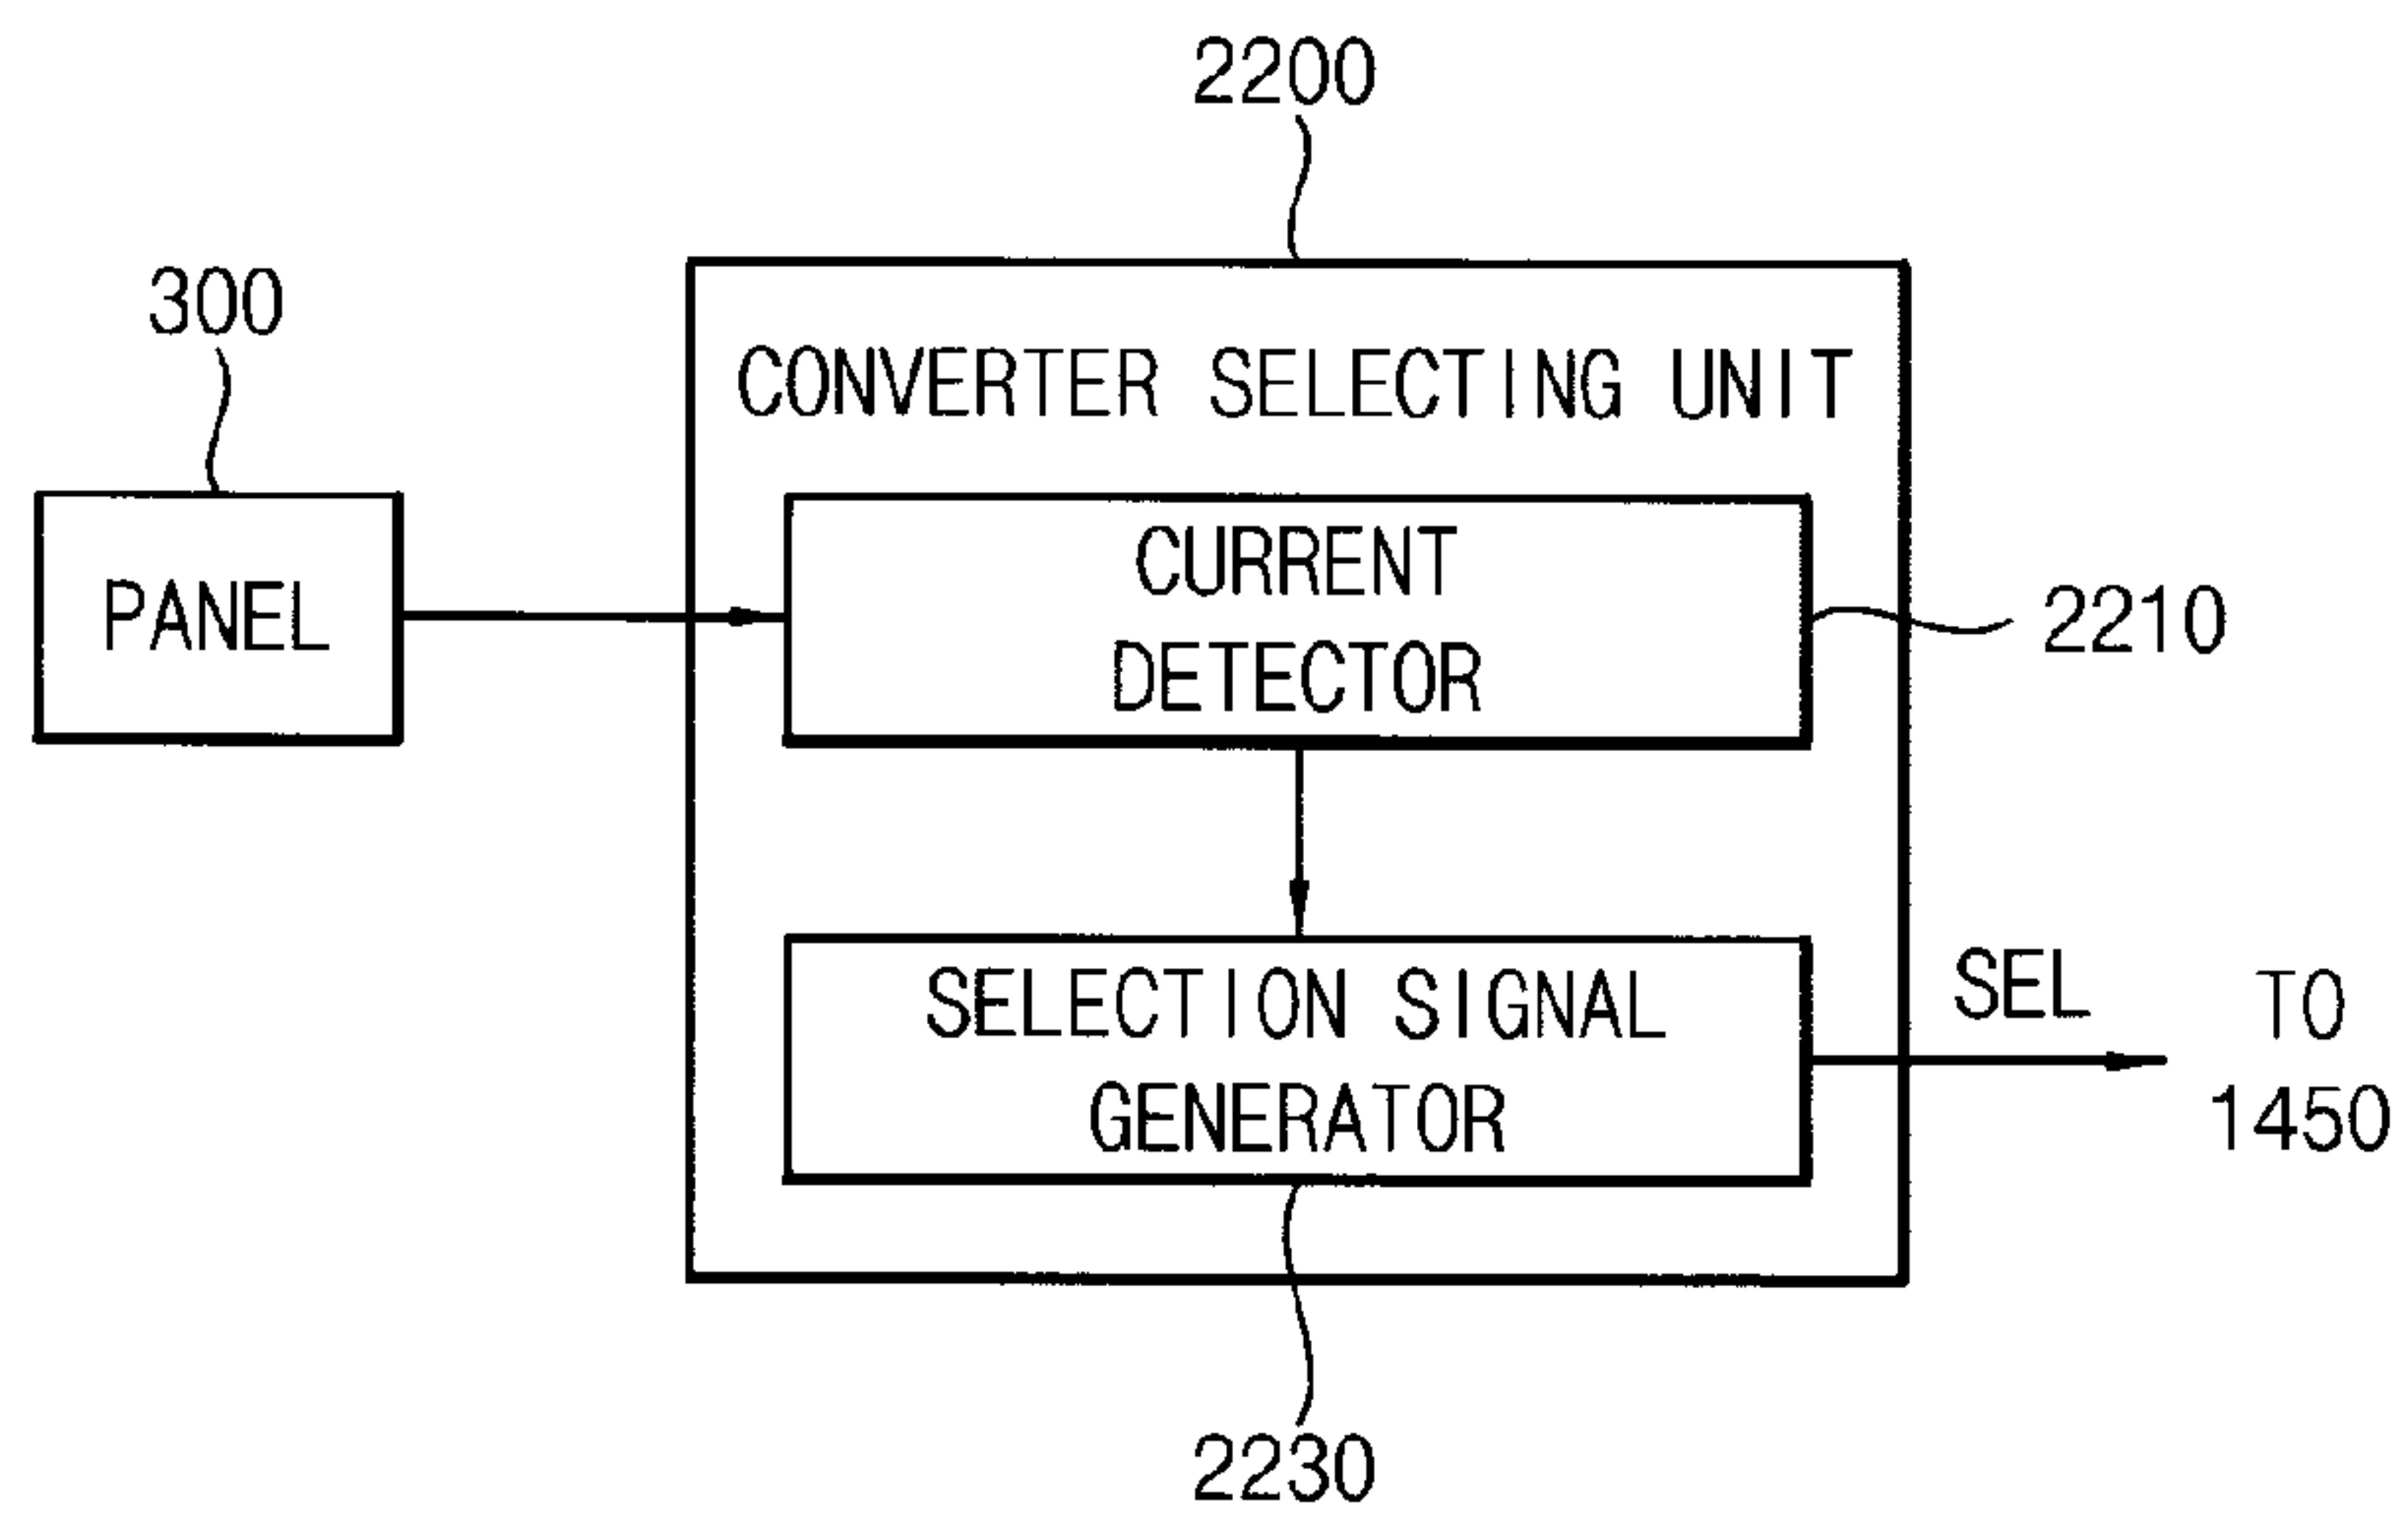 2200
300
CONVERTER SELECTING UNIT
CURRENT
DETECTOR
PANEL
2210
SELECTION SIGNAL
GENERATOR
SEL
TO
1450
2230